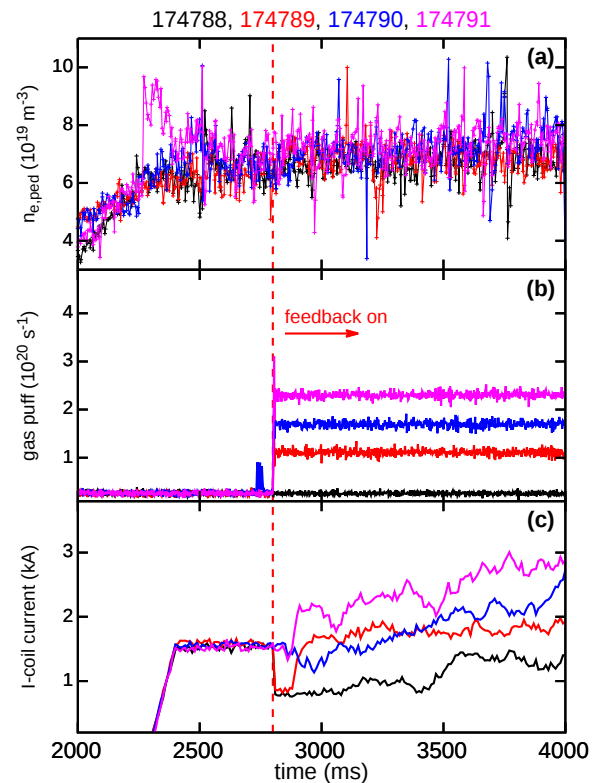 174788, 174789, 174790, 174791
(a)
10
8
6
4
n_e,ped (10^19 m^-3)
(b)
feedback on
4
3
2
1
gas puff (10^20 s^-1)
(c)
3
2
1
I-coil current (kA)
2000 2500 3000 3500 4000
time (ms)